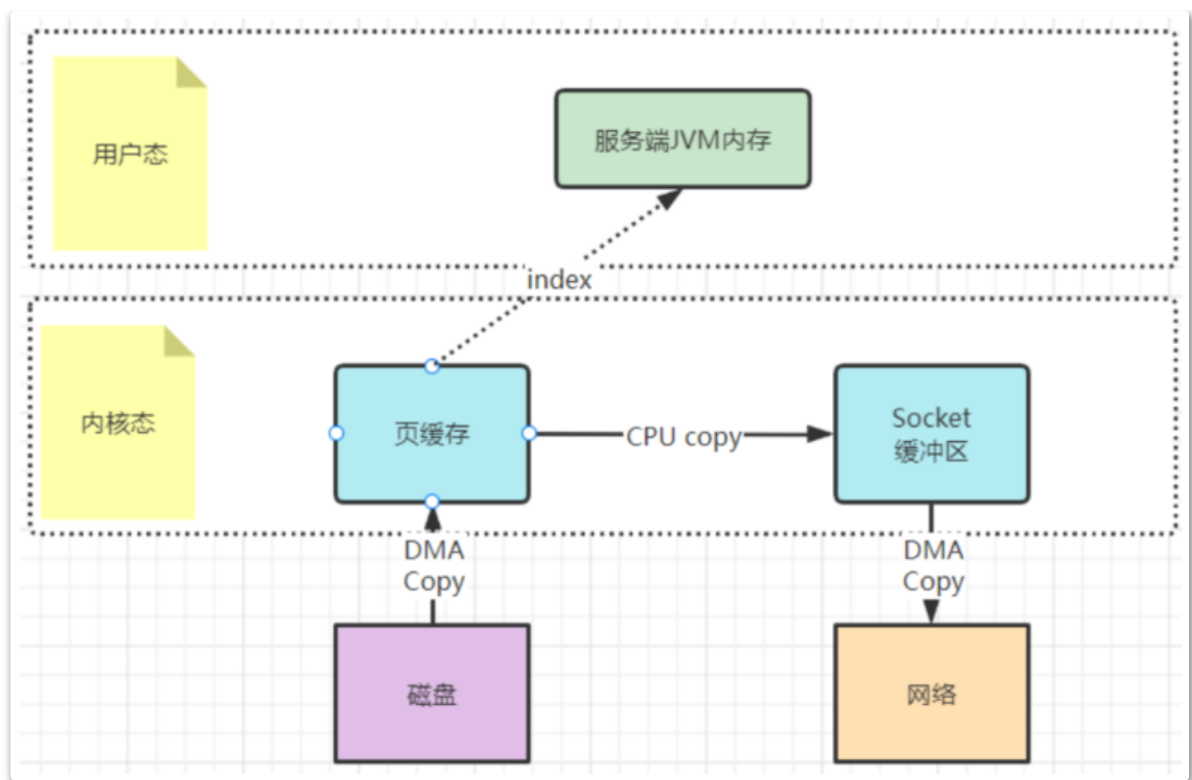 用户态
服务端JVM内存
index
内核态
页缓存
CPU copy
Socket
缓冲区
DMA
Copy
DMA
Copy
磁盘
网络